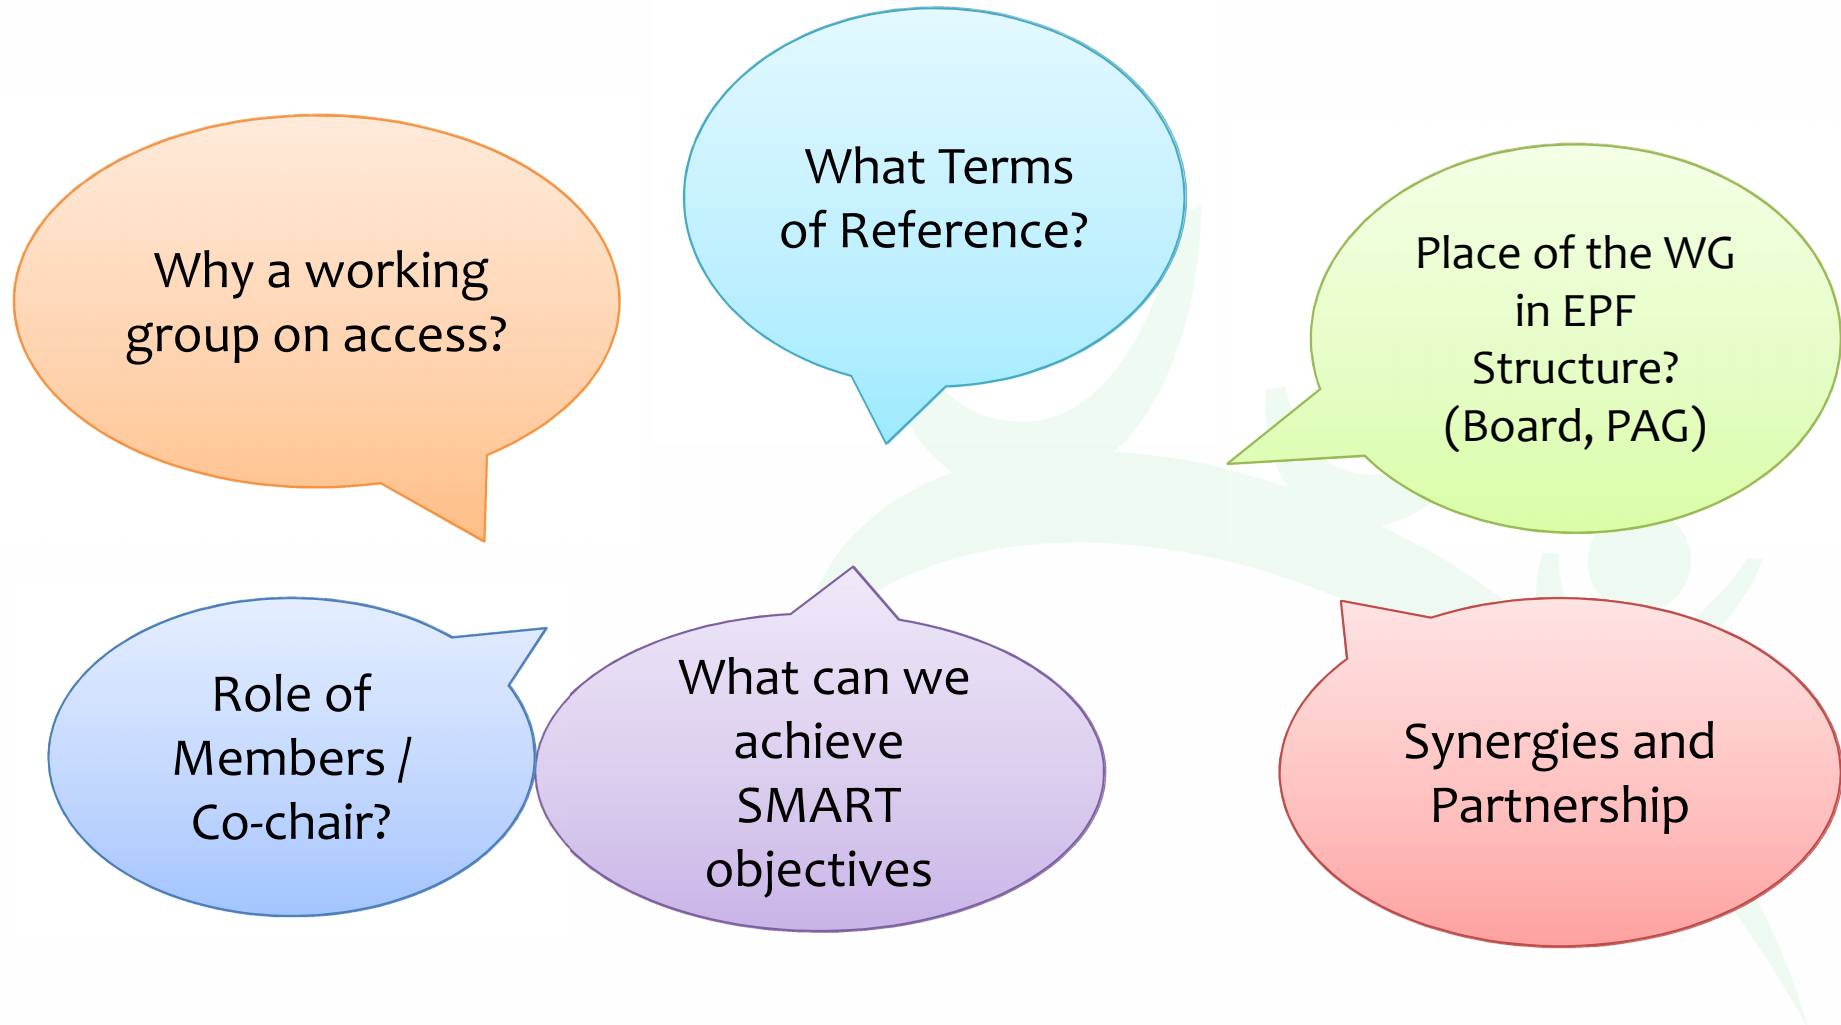 Why a working
group on access?
What Terms
of Reference?
Place of the WG
in EPF
Structure?
(Board, PAG)
Role of
Members /
Co-chair?
What can we
achieve
SMART
objectives
Synergies and
Partnership